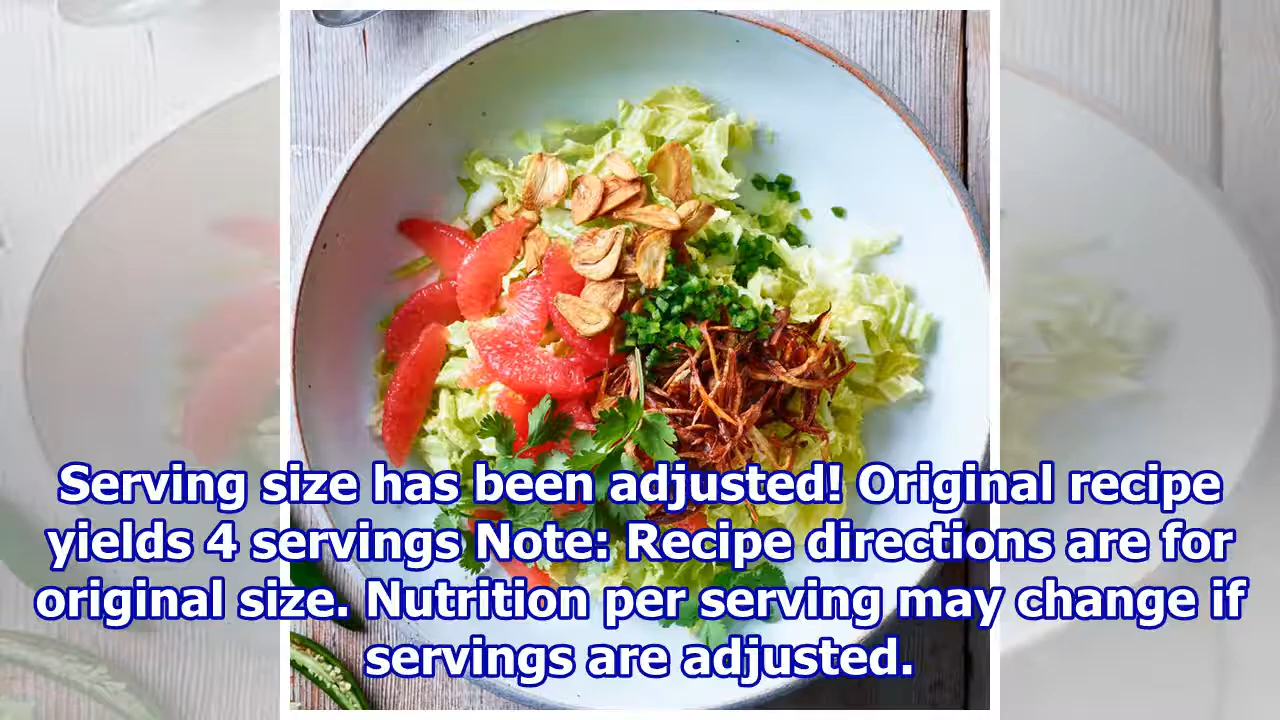 Serving size has been adjusted! Original recipe
yields 4 servings Note: Recipe directions are for
original size. Nutrition per serving may change if
servings are adjusted.